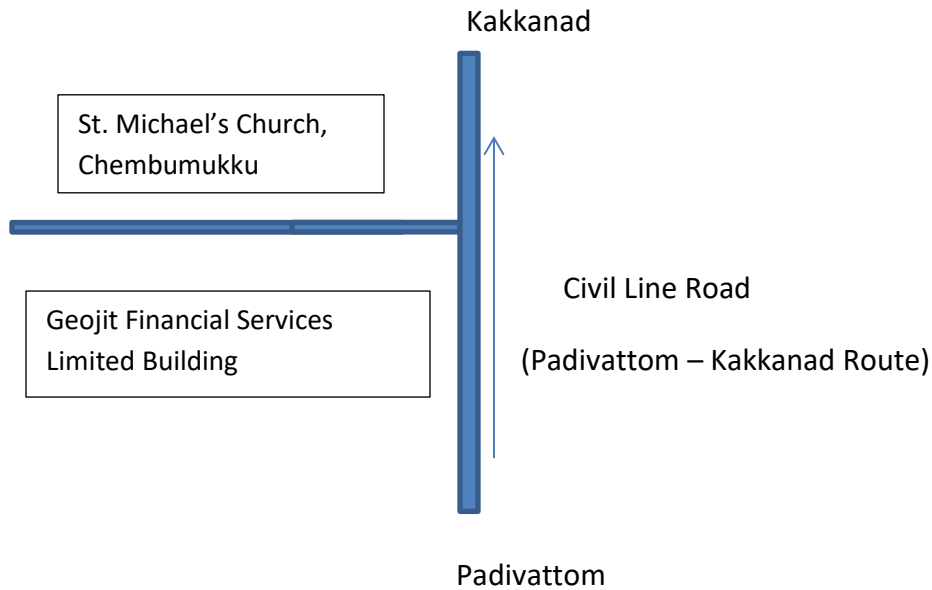 Kakkanad
St. Michael’s Church,
Chembumukku
Geojit Financial Services
Limited Building
Civil Line Road
(Padivattom – Kakkanad Route)
Padivattom